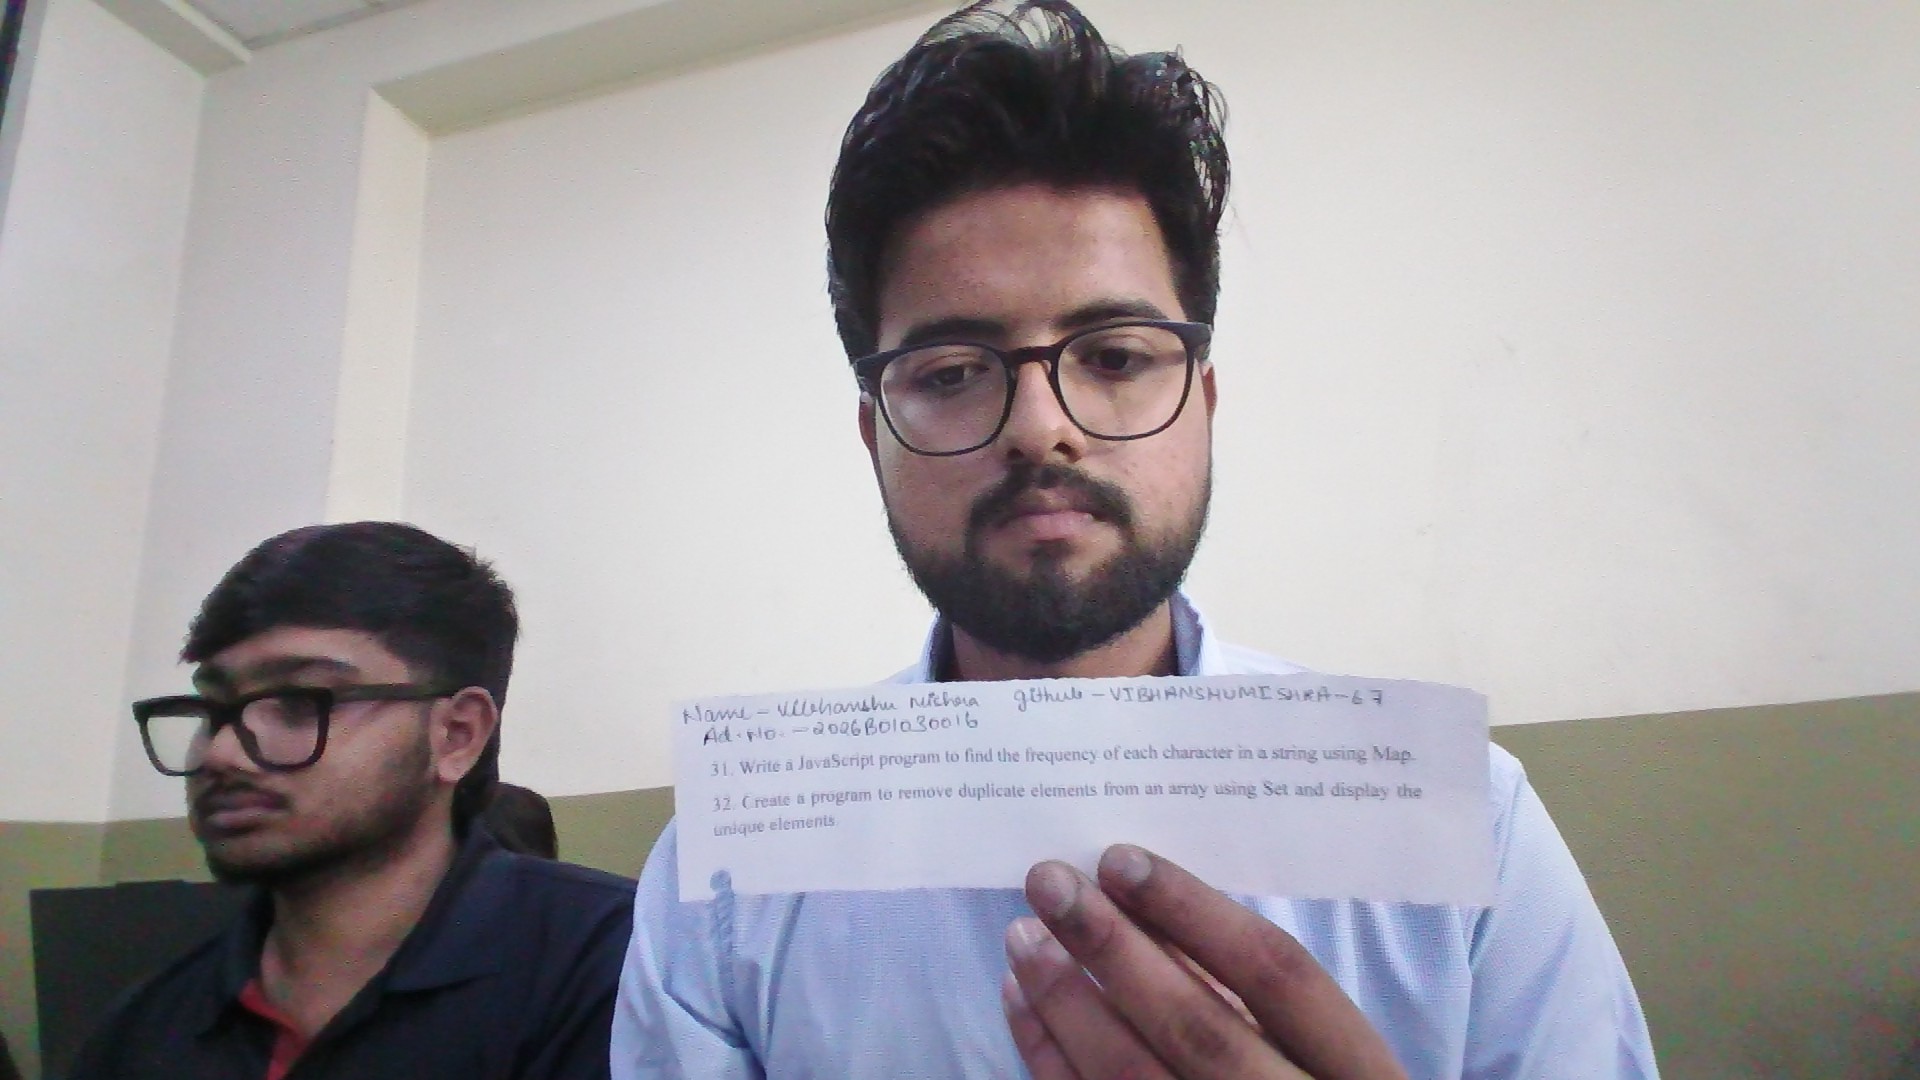 Name - Vibhanshu Mishra github - VIBHANSHUMISHRA-67
Ad. No. - 2026B01030016
31. Write a JavaScript program to find the frequency of each character in a string using Map.
32. Create a program to remove duplicate elements from an array using Set and display the
unique elements.